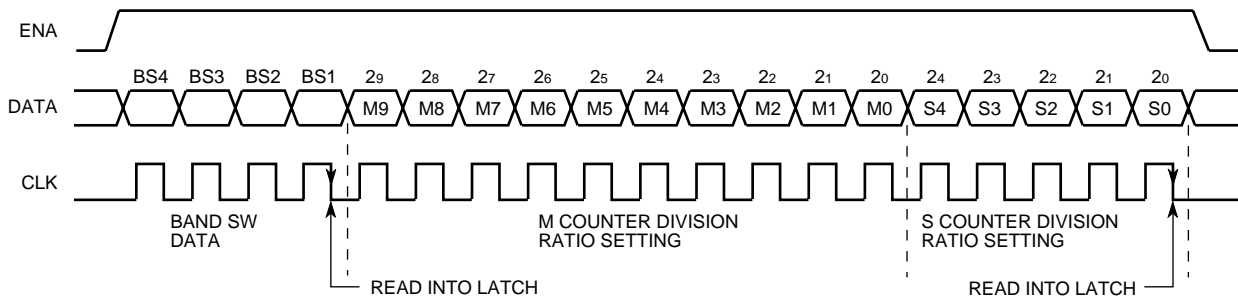 ENA
BS4 BS3 BS2 BS1 29 28 27 26 25 24 23 22 21 20 24 23 22 21 20
DATA M9 M8 M7 M6 M5 M4 M3 M2 M1 M0 S4 S3 S2 S1 S0
CLK
BAND SW
DATA
M COUNTER DIVISION
RATIO SETTING
S COUNTER DIVISION
RATIO SETTING
READ INTO LATCH
READ INTO LATCH